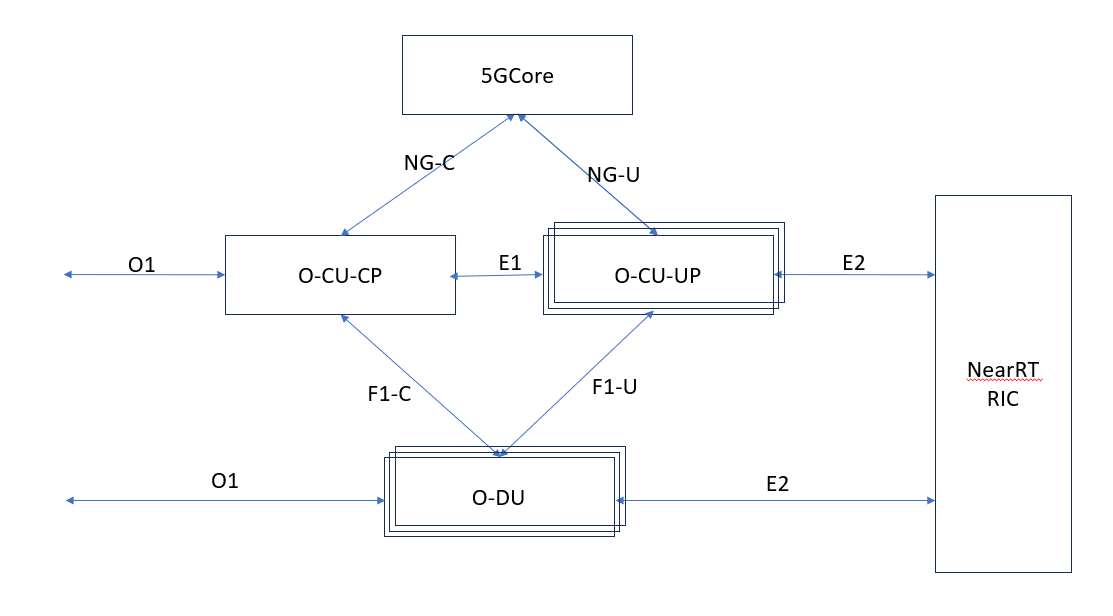 5GCore
NG-C
NG-U
O1
O-CU-CP
E1
O-CU-UP
E2
NearRT
RIC
F1-C
F1-U
O1
O-DU
E2